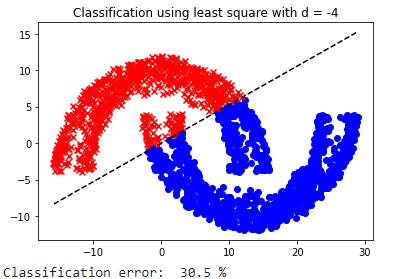 Classification using least square with d = -4
15
10
5
0
−5
−10
−10 0 10 20 30
Classification error: 30.5 %